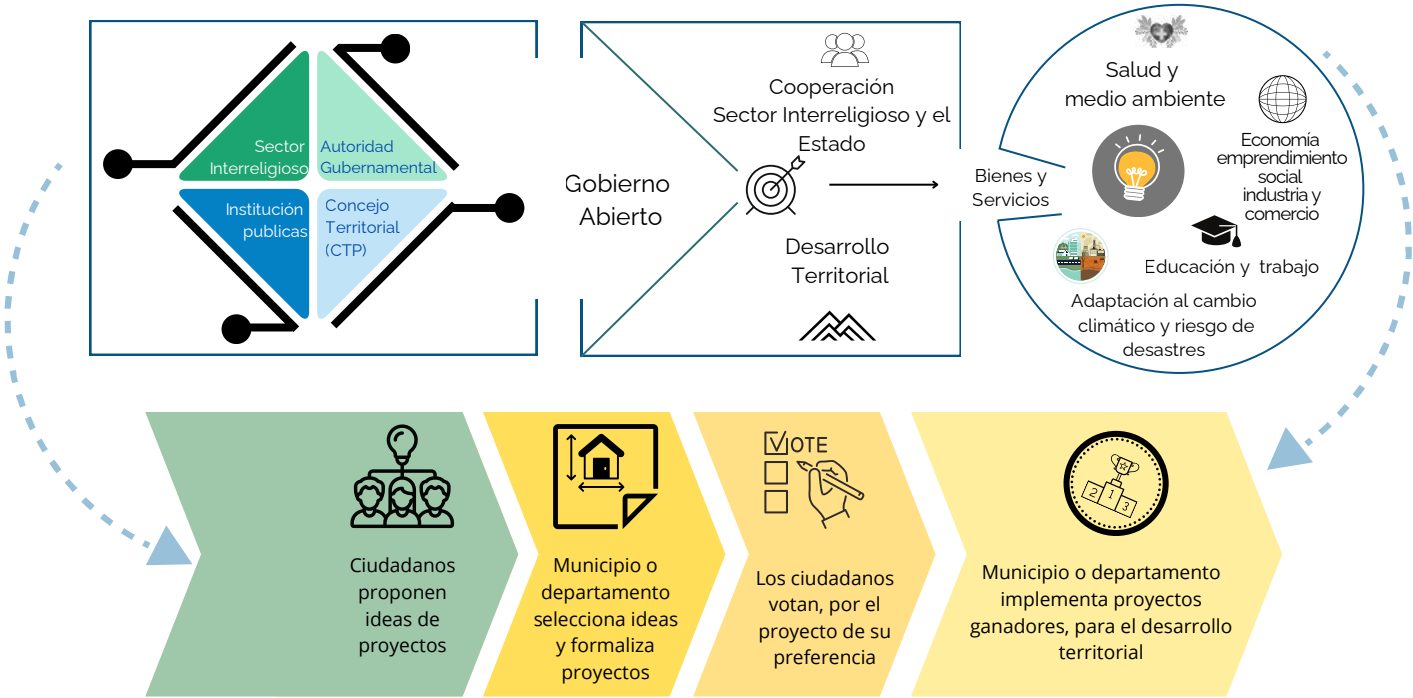 Sector
Interreligioso
Autoridad
Gubernamental
Institución
publicas
Concejo
Territorial
(CTP)
Gobierno
Abierto
Cooperación
Sector Interreligioso y el
Estado
Desarrollo
Territorial
Bienes y
Servicios
Salud y
medio ambiente
Economía
emprendimiento
social
industria y
comercio
Educación y trabajo
Adaptación al cambio
climático y riesgo de
desastres
Ciudadanos
proponen
ideas de
proyectos
Municipio o
departamento
selecciona ideas
y formaliza
proyectos
VOTE
Los ciudadanos
votan, por el
proyecto de su
preferencia
2 1 3
Municipio o departamento
implementa proyectos
ganadores, para el desarrollo
territorial